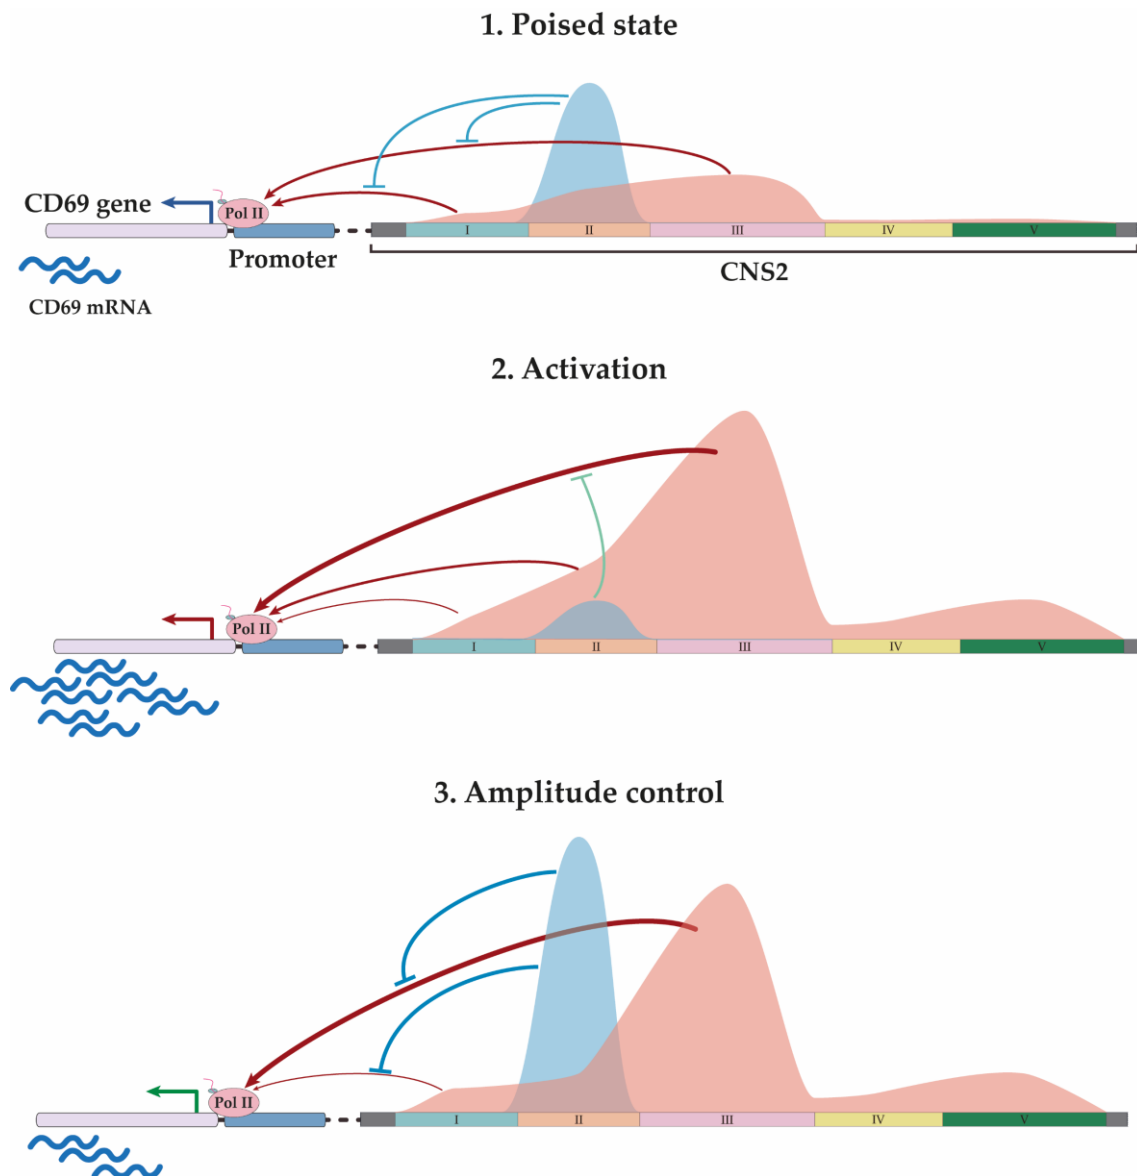 1. Poised state
CD69 gene
Pol II
I II III IV V
Promoter
CNS2
CD69 mRNA
2. Activation
Pol II
I II III IV V
3. Amplitude control
Pol II
I II III IV V